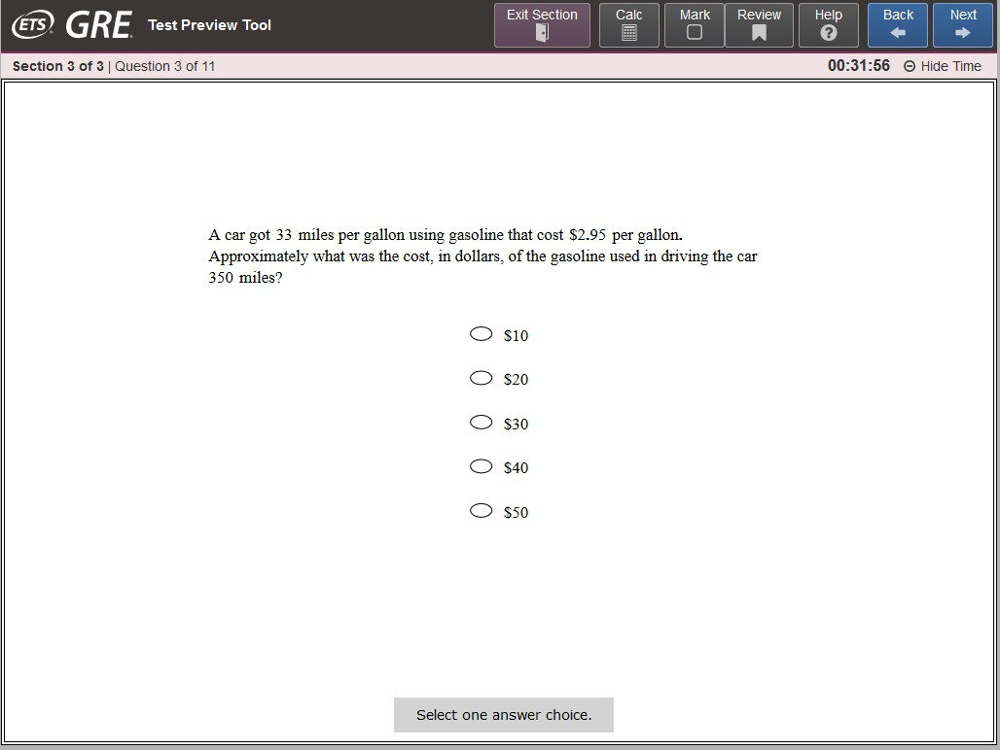 ETS GRE Test Preview Tool
Exit Section Calc Mark Review Help Back Next
Section 3 of 3 | Question 3 of 11 00:31:56 Hide Time
A car got 33 miles per gallon using gasoline that cost $2.95 per gallon.
Approximately what was the cost, in dollars, of the gasoline used in driving the car
350 miles?
$10
$20
$30
$40
$50
Select one answer choice.